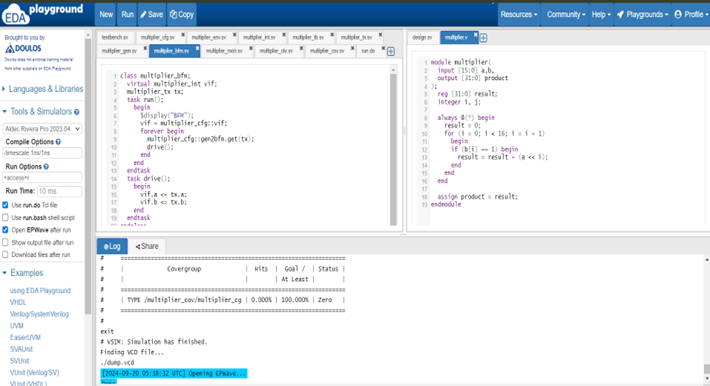 EDA playground
New Run Save Copy
Resources Community Help Playgrounds Profile
Brought to you by
DOULOS
Doulos does not endorse training material
from other suppliers on EDA Playground.
Languages & Libraries
Tools & Simulators
Aldec Riviera Pro 2023.04
Compile Options
-timescale 1ns/1ns
Run Options
+access+r
Run Time: 10 ms
Use run.do Tcl file
Use run.bash shell script
Open EPWave after run
Show output file after run
Download files after run
Examples
using EDA Playground
VHDL
Verilog/SystemVerilog
UVM
EasierUVM
SVAUnit
SVUnit
VUnit (Verilog/SV)
VUnit (VHDL)
testbench.sv multiplier_cfg.sv multiplier_env.sv multiplier_int.sv multiplier_tb.sv multiplier_tx.sv
multiplier_gen.sv multiplier_bfm.sv multiplier_mon.sv multiplier_ckr.sv multiplier_cov.sv run.do
1
2 class multiplier_bfm;
3 virtual multiplier_int vif;
4 multiplier_tx tx;
5 task run();
6 begin
7 $display("BFM");
8 vif = multiplier_cfg::vif;
9 forever begin
10 multiplier_cfg::gen2bfm.get(tx);
11 drive();
12 end
13 end
14 endtask
15 task drive();
16 begin
17 vif.a <= tx.a;
18 vif.b <= tx.b;
19 end
20 endtask
design.sv multiplier.v
1
2 module multiplier(
3 input [15:0] a,b,
4 output [31:0] product
5 );
6 reg [31:0] result;
7 integer i, j;
8
9 always @(*) begin
10 result = 0;
11 for (i = 0; i < 16; i = i + 1)
12 begin
13 if (b[i] == 1) begin
14 result = result + (a << i);
15 end
16 end
17 end
18
19 assign product = result;
endmodule
Log Share
# ================================================
# | Covergroup | Hits | Goal / | Status |
# | | | At Least | |
# ================================================
# | TYPE /multiplier_cov/multiplier_cg | 0.000% | 100.000% | Zero |
# ================================================
#
exit
# VSIM: Simulation has finished.
Finding VCD file...
./dump.vcd
[2024-09-20 05:38:32 UTC] Opening EPWave...
Done